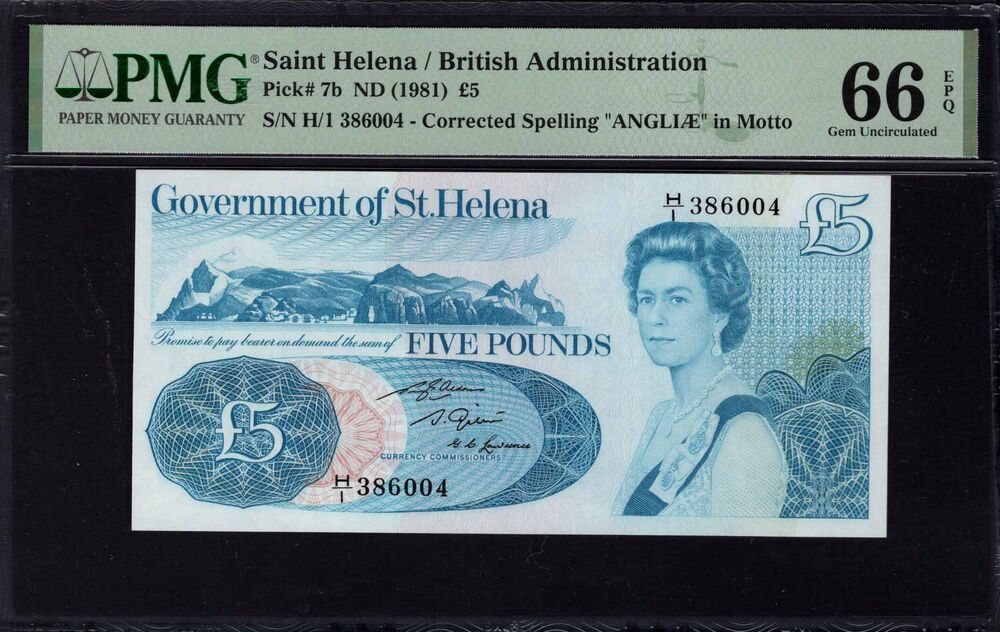 PMG® Saint Helena / British Administration
PAPER MONEY GUARANTY
Pick# 7b ND (1981) £5
S/N H/1 386004 - Corrected Spelling "ANGLIÆ" in Motto
66 EPQ
Gem Uncirculated
Government of St.Helena
H/I 386004
£5
Promise to pay bearer on demand the sum of FIVE POUNDS
£5
G. C. Lawrence
CURRENCY COMMISSIONERS
H/I 386004